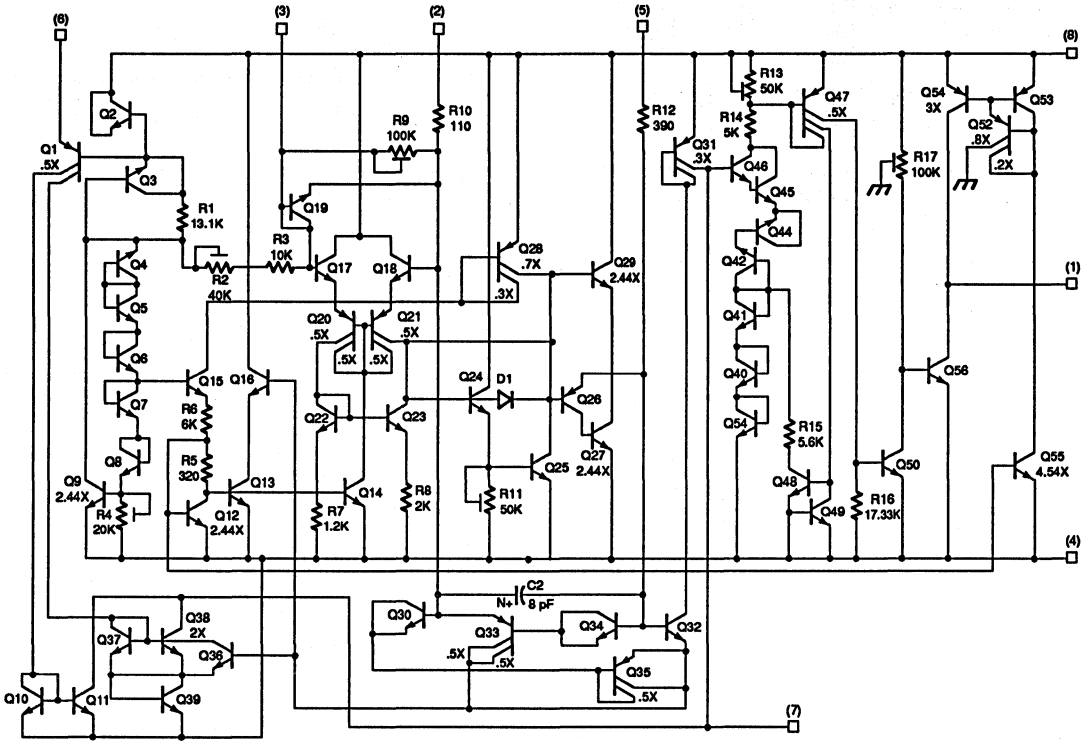 (6)
(3)
(2)
(5)
(8)
Q2
Q1
.5X
Q3
R1
13.1K
R2
40K
R3
10K
Q4
Q5
Q6
Q7
Q8
Q9
2.44X
R4
20K
Q15
R6
6K
R5
320
Q12
2.44X
Q16
Q13
Q19
R9
100K
R10
110
Q17
Q18
Q20
.5X
Q21
.5X
.5X
.5X
Q22
Q23
Q14
R7
1.2K
R8
2K
Q24
D1
R11
50K
Q25
Q26
Q27
2.44X
Q28
.7X
.3X
Q29
2.44X
R12
390
Q31
.3X
R13
50K
R14
5K
Q46
Q45
Q44
Q42
Q41
Q40
Q54
R15
5.6K
Q48
Q49
Q47
.5X
R16
17.33K
Q50
R17
100K
Q54
3X
Q53
Q52
.8X
.2X
(1)
Q56
Q55
4.54X
(4)
C2
N+
8 pF
Q30
Q33
.5X
.5X
Q34
Q32
Q35
.5X
Q38
2X
Q37
Q36
Q39
Q10
Q11
(7)